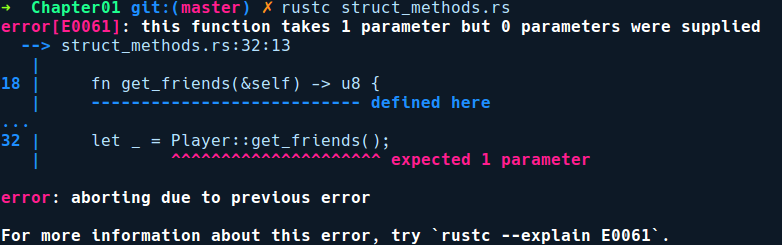 ➜  Chapter01 git:(master) ✗ rustc struct_methods.rs
error[E0061]: this function takes 1 parameter but 0 parameters were supplied
  --> struct_methods.rs:32:13
   |
18 |     fn get_friends(&self) -> u8 {
   |     --------------------------- defined here
...
32 |     let _ = Player::get_friends();
   |             ^^^^^^^^^^^^^^^^^^^^^ expected 1 parameter

error: aborting due to previous error

For more information about this error, try `rustc --explain E0061`.